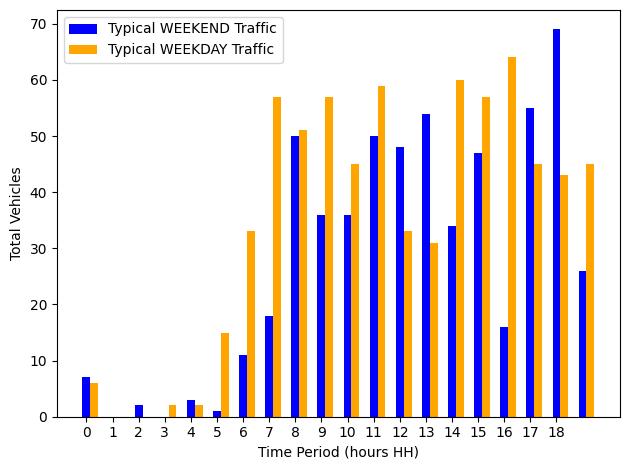 Typical WEEKEND Traffic
Typical WEEKDAY Traffic
70
60
50
40
30
20
10
0
Total Vehicles
0 1 2 3 4 5 6 7 8 9 10 11 12 13 14 15 16 17 18
Time Period (hours HH)